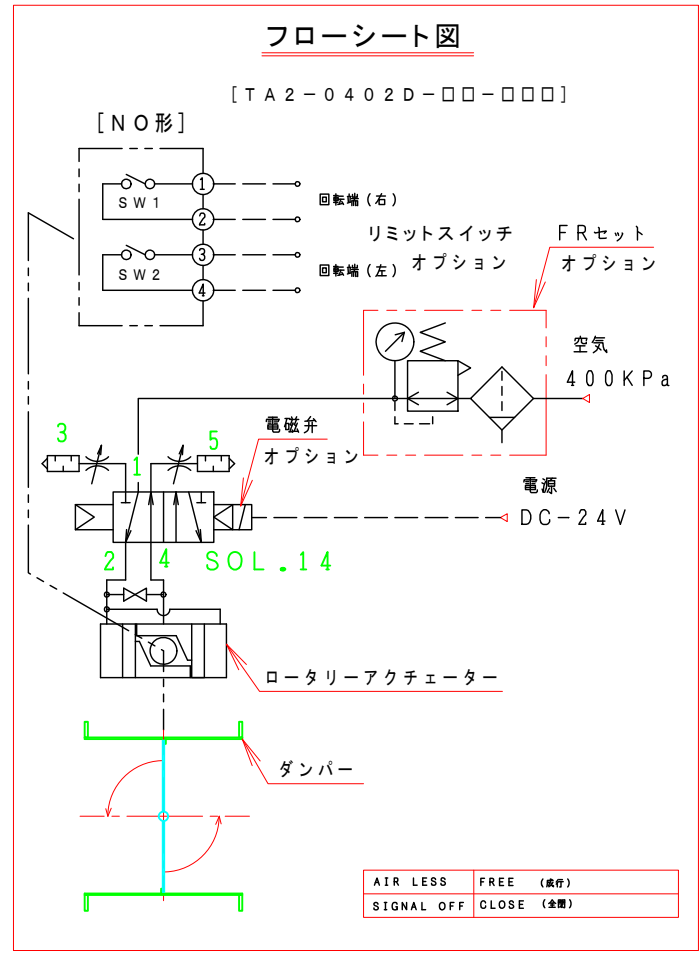 フローシート図
[TA2-0402D-□□-□□□]
[NO形]
1
SW1
2
回転端(右)
3
SW2
4
回転端(左)
リミットスイッチ
オプション
FRセット
オプション
空気
400KPa
電磁弁
オプション
3
1
5
電源
DC-24V
2
4
SOL.14
ロータリーアクチェーター
ダンパー
AIR LESS FREE (成行)
SIGNAL OFF CLOSE (全閉)